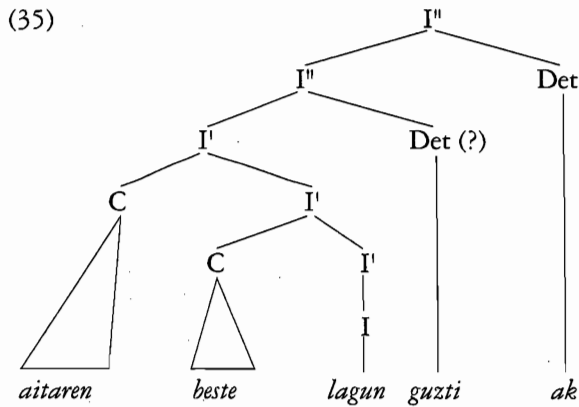 (35)
I"
I" Det
I' Det (?)
C I'
C I'
I
aitaren beste lagun guzti ak